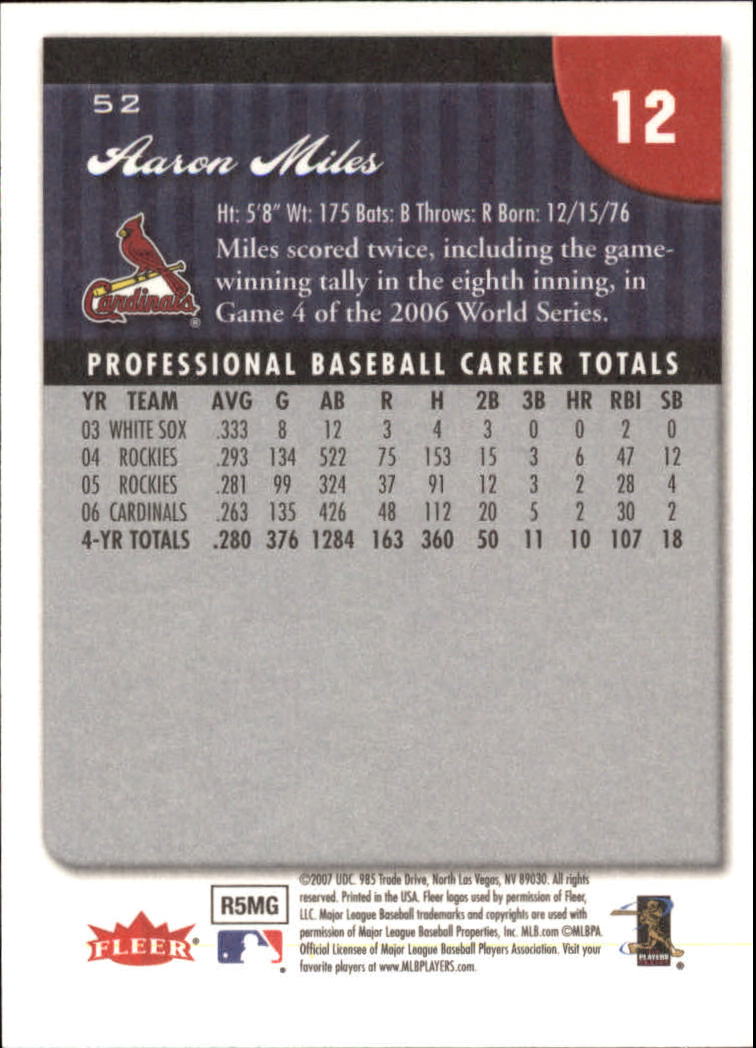 52
12
Aaron Miles
Ht: 5'8" Wt: 175 Bats: B Throws: R Born: 12/15/76
Miles scored twice, including the game-
winning tally in the eighth inning, in
Game 4 of the 2006 World Series.
Cardinals ®
PROFESSIONAL BASEBALL CAREER TOTALS
YR TEAM AVG G AB R H 2B 3B HR RBI SB
03 WHITE SOX .333 8 12 3 4 3 0 0 2 0
04 ROCKIES .293 134 522 75 153 15 3 6 47 12
05 ROCKIES .281 99 324 37 91 12 3 2 28 4
06 CARDINALS .263 135 426 48 112 20 5 2 30 2
4-YR TOTALS .280 376 1284 163 360 50 11 10 107 18
FLEER ®
R5MG
©2007 UDC. 985 Trade Drive, North Las Vegas, NV 89030. All rights
reserved. Printed in the USA. Fleer logos used by permission of Fleer,
LLC. Major League Baseball trademarks and copyrights are used with
permission of Major League Baseball Properties, Inc. MLB.com ©MLBPA
Official Licensee of Major League Baseball Players Association. Visit your
favorite players at www.MLBPLAYERS.com.
PLAYERS